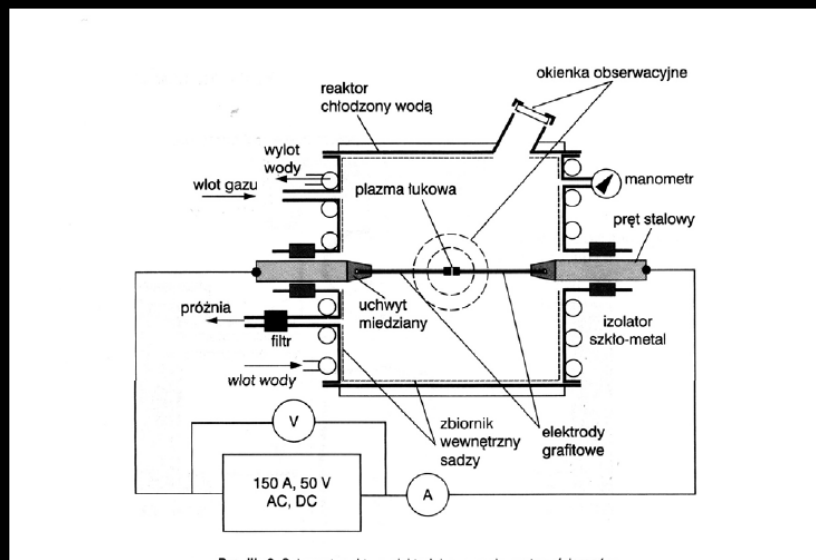 okienka obserwacyjne
reaktor
chłodzony wodą
wylot
wody
wlot gazu
plazma łukowa
manometr
pręt stalowy
próżnia
filtr
uchwyt
miedziany
izolator
szkło-metal
wlot wody
zbiornik
wewnętrzny
sadzy
elektrody
grafitowe
V
150 A, 50 V
AC, DC
A